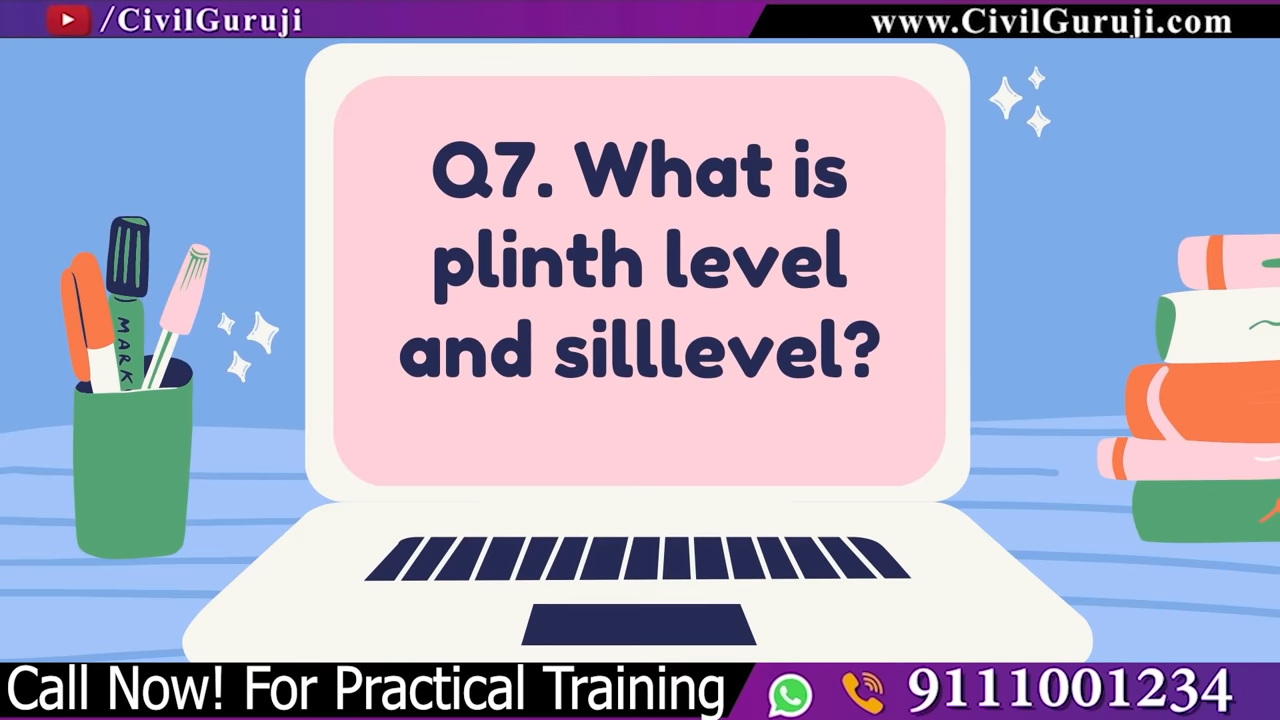 /CivilGuruji
www.CivilGuruji.com
Q7. What is
plinth level
and silllevel?
MARK
Call Now! For Practical Training
9111001234